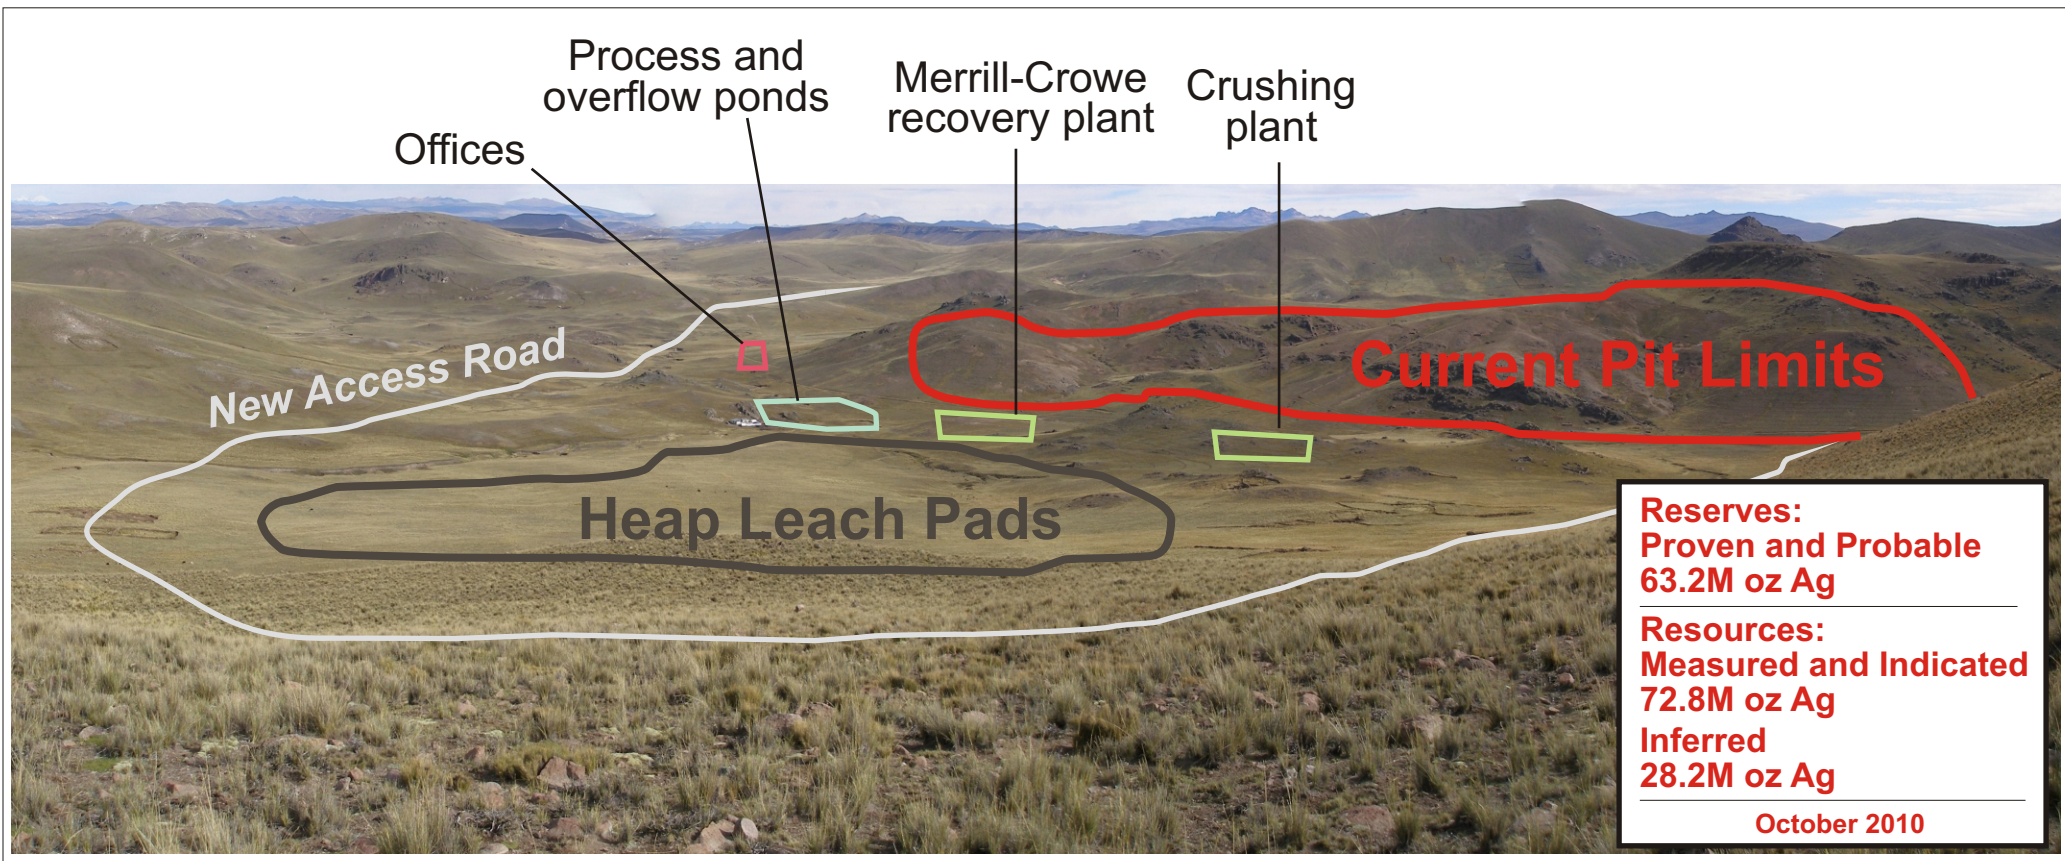 Process and
overflow ponds
Merrill-Crowe
recovery plant
Crushing
plant
Offices
New Access Road
Current Pit Limits
Heap Leach Pads
Reserves:
Proven and Probable
63.2M oz Ag
Resources:
Measured and Indicated
72.8M oz Ag
Inferred
28.2M oz Ag
October 2010